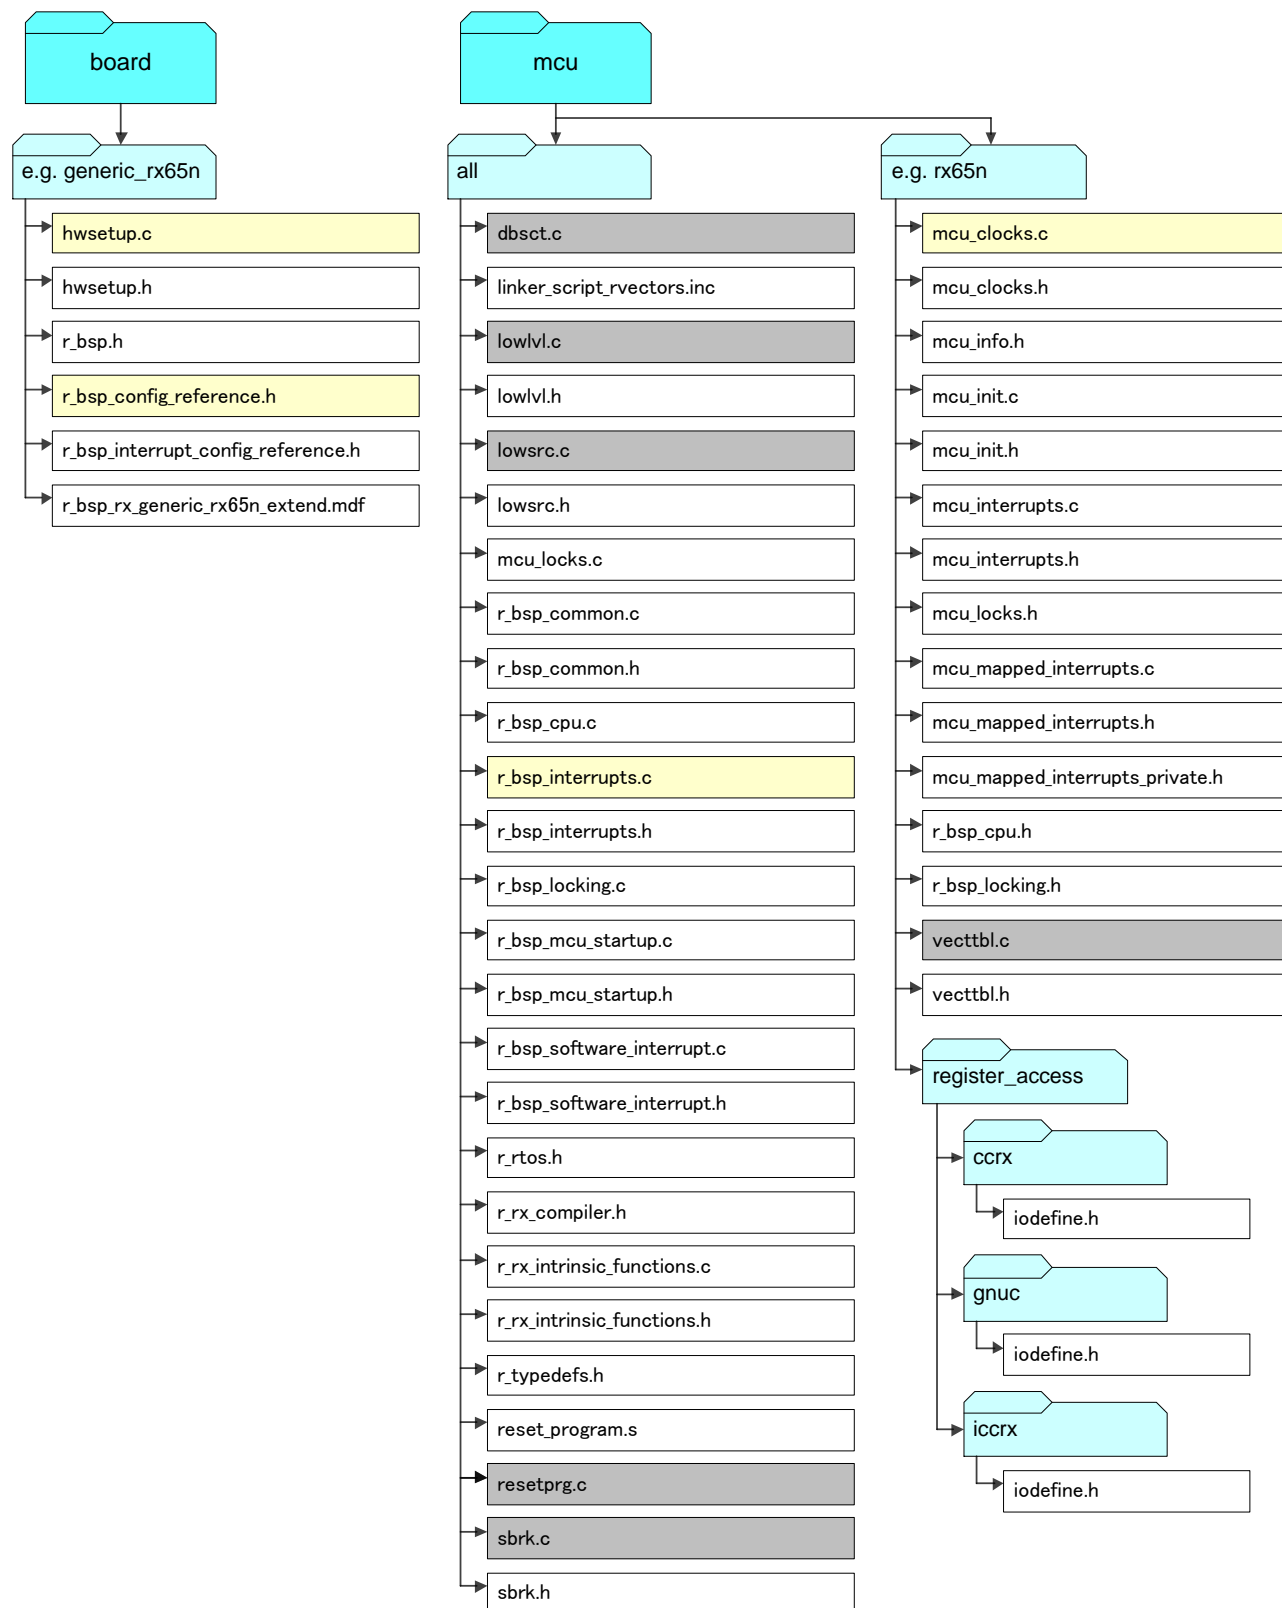 board
e.g. generic_rx65n
hwsetup.c
hwsetup.h
r_bsp.h
r_bsp_config_reference.h
r_bsp_interrupt_config_reference.h
r_bsp_rx_generic_rx65n_extend.mdf
mcu
all
dbsct.c
linker_script_rvectors.inc
lowlvl.c
lowlvl.h
lowsrc.c
lowsrc.h
mcu_locks.c
r_bsp_common.c
r_bsp_common.h
r_bsp_cpu.c
r_bsp_interrupts.c
r_bsp_interrupts.h
r_bsp_locking.c
r_bsp_mcu_startup.c
r_bsp_mcu_startup.h
r_bsp_software_interrupt.c
r_bsp_software_interrupt.h
r_rtos.h
r_rx_compiler.h
r_rx_intrinsic_functions.c
r_rx_intrinsic_functions.h
r_typedefs.h
reset_program.s
resetprg.c
sbrk.c
sbrk.h
e.g. rx65n
mcu_clocks.c
mcu_clocks.h
mcu_info.h
mcu_init.c
mcu_init.h
mcu_interrupts.c
mcu_interrupts.h
mcu_locks.h
mcu_mapped_interrupts.c
mcu_mapped_interrupts.h
mcu_mapped_interrupts_private.h
r_bsp_cpu.h
r_bsp_locking.h
vecttbl.c
vecttbl.h
register_access
ccrx
iodefine.h
gnuc
iodefine.h
iccrx
iodefine.h